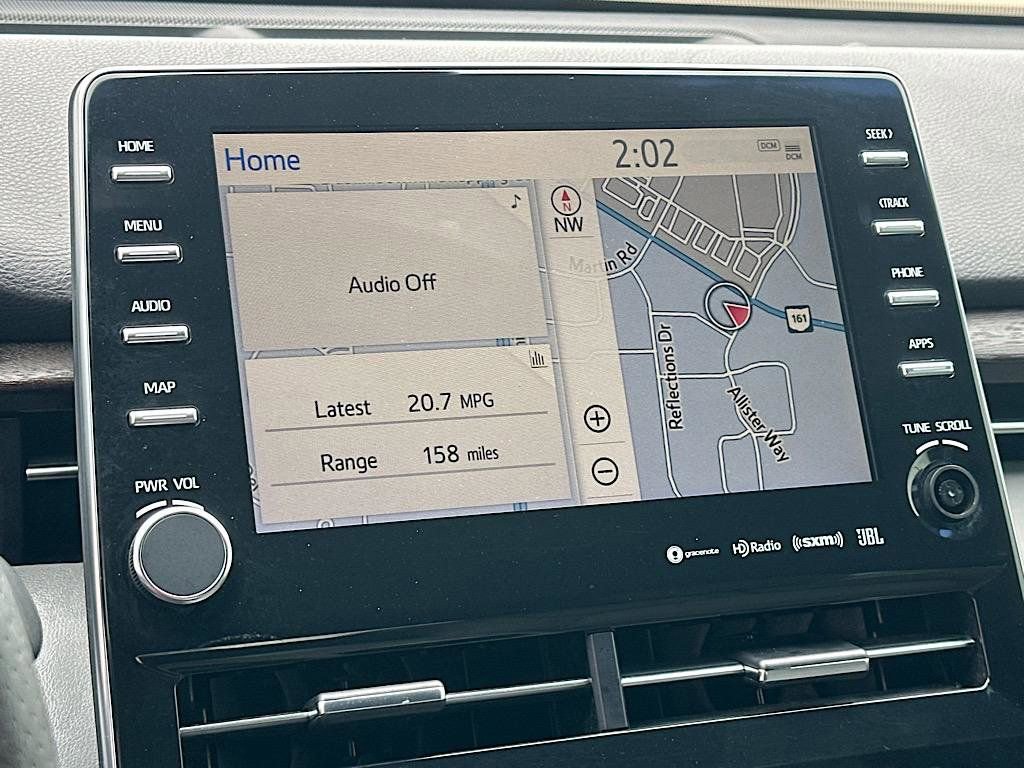 HOME
MENU
AUDIO
MAP
PWR VOL
Home
2:02
DCM
DCM
Audio Off
Latest 20.7 MPG
Range 158 miles
N
NW
Martin Rd
161
Reflections Dr
Allister Way
SEEK>
<TRACK
PHONE
APPS
TUNE SCROLL
gracenote
HD Radio
((sxm))
JBL